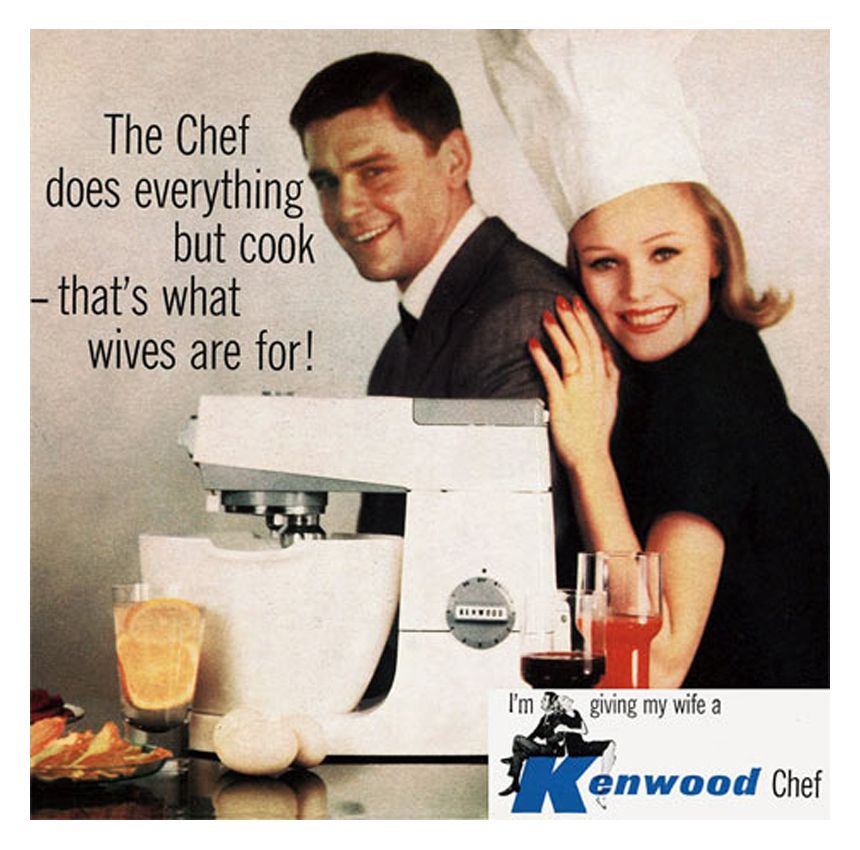 The Chef
does everything
but cook
– that's what
wives are for!
KENWOOD
I'm giving my wife a
Kenwood Chef